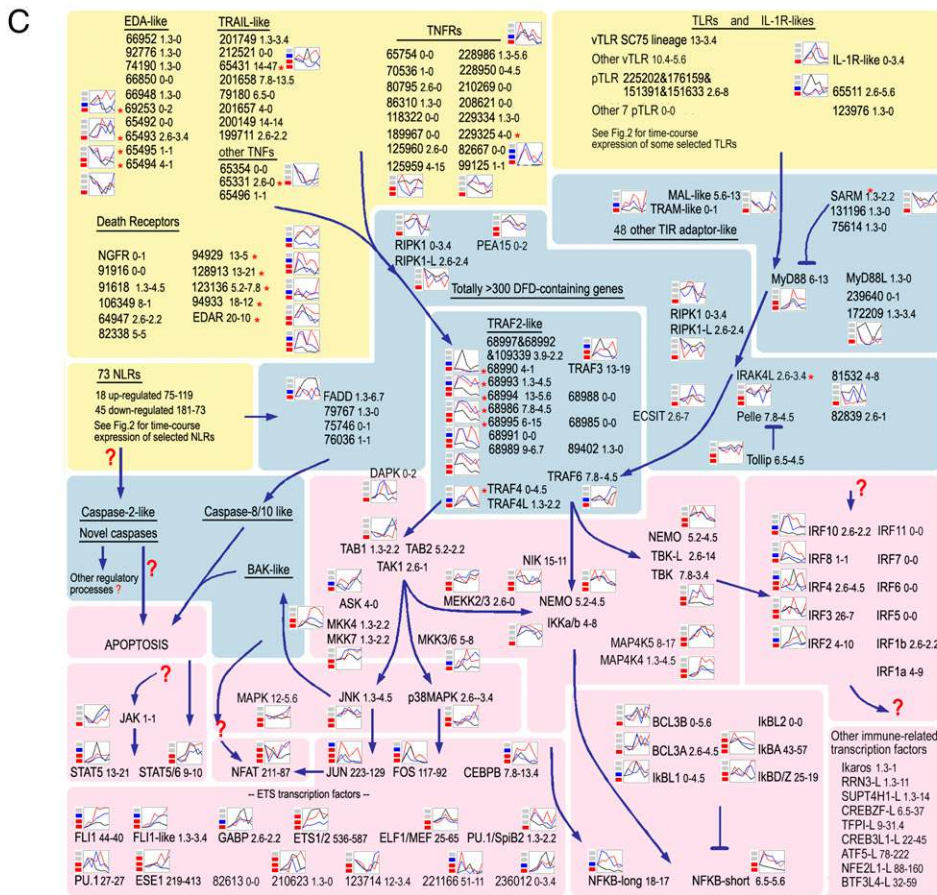 C
EDA-like
66952 1.3-0
92776 1.3-0
74190 1.3-0
66850 0-0
66948 1.3-0
69253 0-2 *
65492 0-0
65493 2.6-3.4 *
65495 1-1 *
65494 4-1 *
TRAIL-like
201749 1.3-3.4
212521 0-0
65431 14-47 *
201658 7.8-13.5
79180 6.5-0
201657 4-0
200149 14-14
199711 2.6-2.2
other TNFs
65354 0-0
65331 2.6-0 *
65496 1-1
TNFRs
65754 0-0
70536 1-0
80795 2.6-0
86310 1.3-0
118322 0-0
189967 0-0
125960 2.6-0
125959 4-15
228986 1.3-5.6
228950 0-4.5
210269 0-0
208621 0-0
229334 1.3-0
229325 4-0 *
82667 0-0
99125 1-1
TLRs and IL-1R-likes
vTLR SC75 lineage 13-3.4
Other vTLR 10.4-5.6
pTLR 225202&176159&
151391&151633 2.6-8
Other 7 pTLR 0-0
See Fig.2 for time-course
expression of some selected TLRs
IL-1R-like 0-3.4
65511 2.6-5.6
123976 1.3-0
Death Receptors
NGFR 0-1
91916 0-0
91618 1.3-4.5
106349 8-1
64947 2.6-2.2
82338 5-5
94929 13-5 *
128913 13-21 *
123136 5.2-7.8 *
94933 18-12 *
EDAR 20-10 *
RIPK1 0-3.4
RIPK1-L 2.6-2.4
PEA15 0-2
Totally >300 DFD-containing genes
MAL-like 5.6-13
TRAM-like 0-1
48 other TIR adaptor-like
SARM * 1.3-2.2
131196 1.3-0
75614 1.3-0
MyD88 6-13
MyD88L 1.3-0
239640 0-1
172209 1.3-3.4
RIPK1 0-3.4
RIPK1-L 2.6-2.4
TRAF2-like
68997&68992
&109339 3.9-2.2
* 68990 4-1
* 68993 1.3-4.5
* 68994 13-5.6
* 68986 7.8-4.5
* 68995 6-15
68991 0-0
68989 9-6.7
TRAF3 13-19
68988 0-0
68985 0-0
89402 1.3-0
IRAK4L 2.6-3.4 *
Pelle 7.8-4.5
81532 4-8
82839 2.6-1
ECSIT 2.6-7
Tollip 6.5-4.5
73 NLRs
18 up-regulated 75-119
45 down-regulated 181-73
See Fig.2 for time-course
expression of selected NLRs
FADD 1.3-6.7
79767 1.3-0
75746 0-1
76036 1-1
?
DAPK 0-2
* TRAF4 0-4.5
TRAF4L 1.3-2.2
TRAF6 7.8-4.5
Caspase-2-like
Novel caspases
Caspase-8/10 like
Other regulatory
processes ?
?
BAK-like
TAB1 1.3-2.2
TAB2 5.2-2.2
TAK1 2.6-1
NIK 15-11
NEMO 5.2-4.5
TBK-L 2.6-14
TBK 7.8-3.4
?
IRF10 2.6-2.2
IRF8 1-1
IRF4 2.6-4.5
IRF3 26-7
IRF2 4-10
IRF11 0-0
IRF7 0-0
IRF6 0-0
IRF5 0-0
IRF1b 2.6-2.2
IRF1a 4-9
ASK 4-0
MKK4 1.3-2.2
MKK7 1.3-2.2
MEKK2/3 2.6-0
MKK3/6 5-8
NEMO 5.2-4.5
IKKa/b 4-8
MAP4K5 8-17
MAP4K4 1.3-4.5
APOPTOSIS
?
JAK 1-1
STAT5 13-21
STAT5/6 9-10
MAPK 12-5.6
?
JNK 1.3-4.5
p38MAPK 2.6--3.4
NFAT 211-87
JUN 223-129
FOS 117-92
CEBPB 7.8-13.4
BCL3B 0-5.6
BCL3A 2.6-4.5
IkBL1 0-4.5
IkBL2 0-0
IkBA 43-57
IkBD/Z 25-19
?
Other immune-related
transcription factors
Ikaros 1.3-1
RRN3-L 1.3-11
SUPT4H1-L 1.3-14
CREBZF-L 6.5-37
TFPI-L 9-31.4
CREB3L1-L 22-45
ATF5-L 78-222
NFE2L1-L 88-160
BTF3L4-L 32-59
-- ETS transcription factors --
FLI1 44-40
FLI1-like 1.3-3.4
GABP 2.6-2.2
ETS1/2 536-587
ELF1/MEF 25-65
PU.1/SpiB2 1.3-2.2
PU.1 27-27
ESE1 219-413
82613 0-0
210623 1.3-0
123714 12-3.4
221166 51-11
236012 0-3.4
NFKB-long 18-17
NFKB-short 6.5-5.6